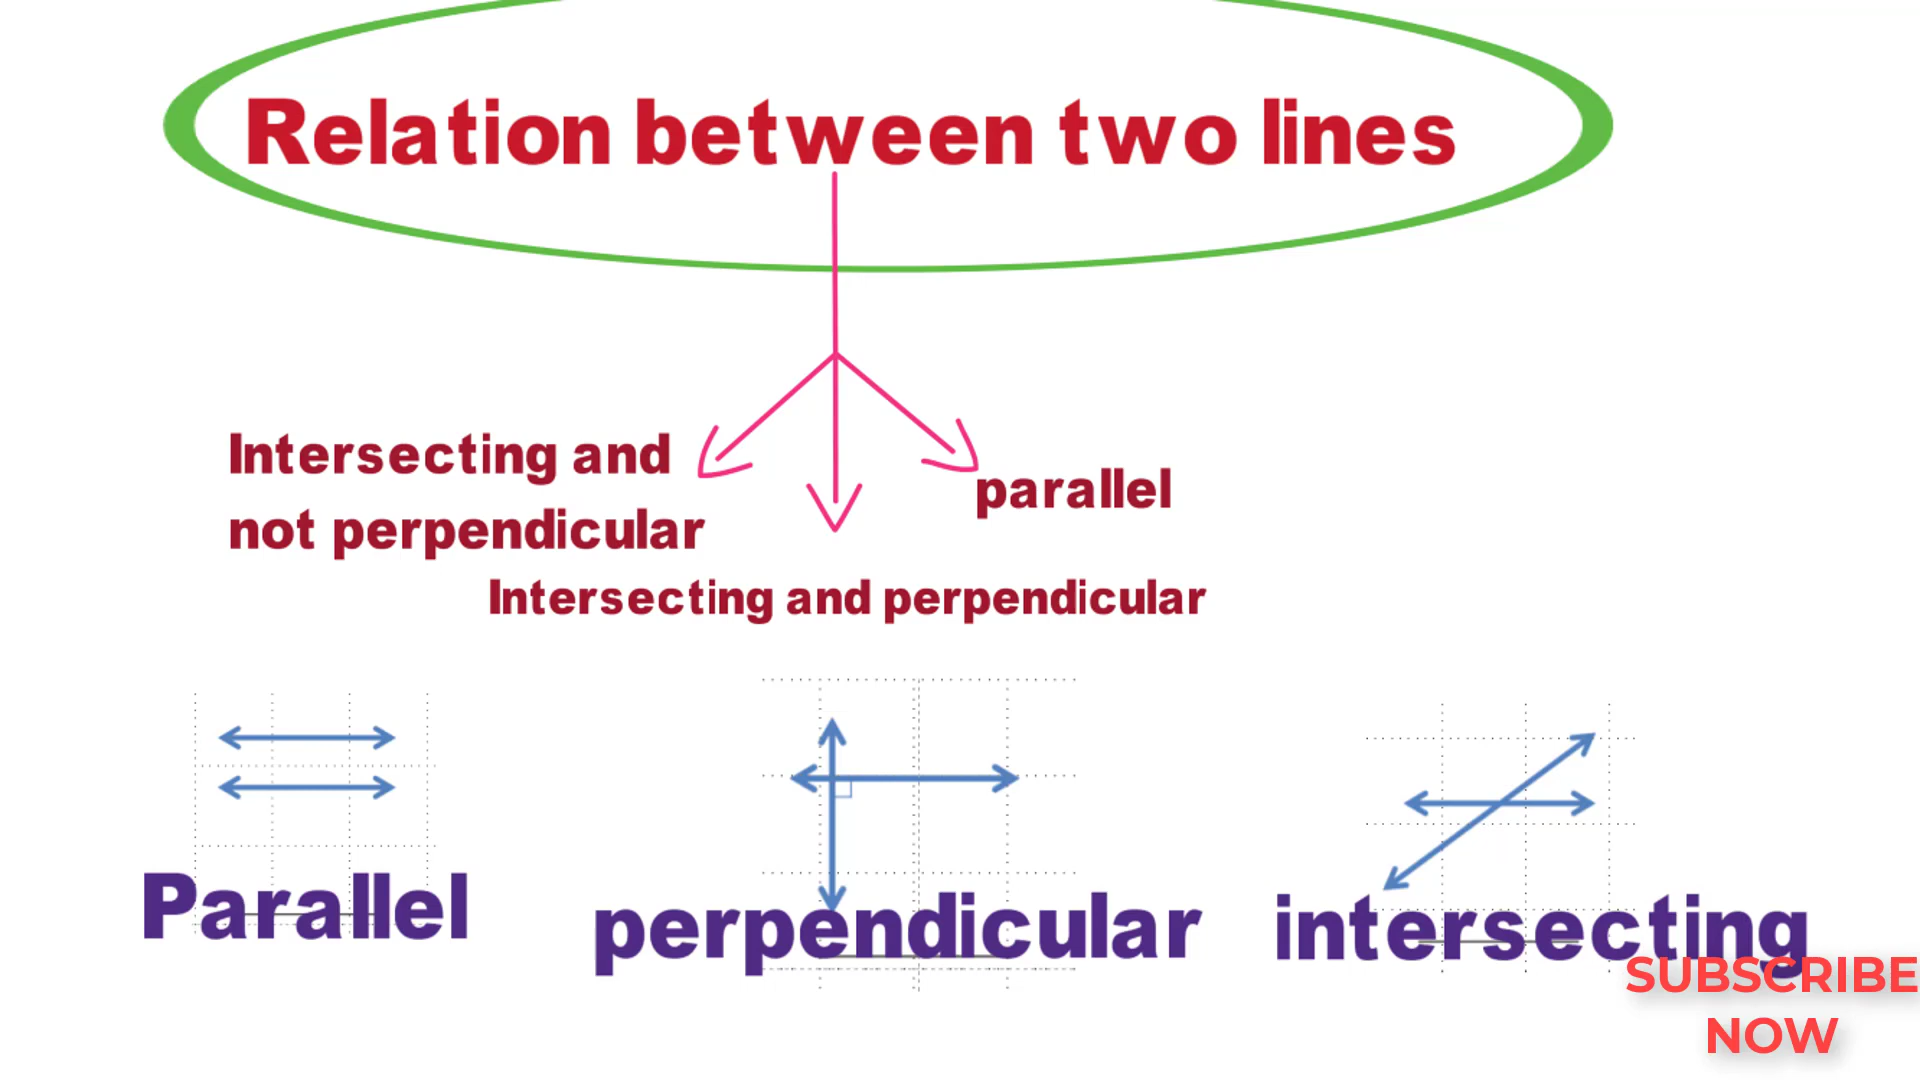 Relation between two lines
Intersecting and
not perpendicular
parallel
Intersecting and perpendicular
Parallel
perpendicular
intersecting
SUBSCRIBE
NOW